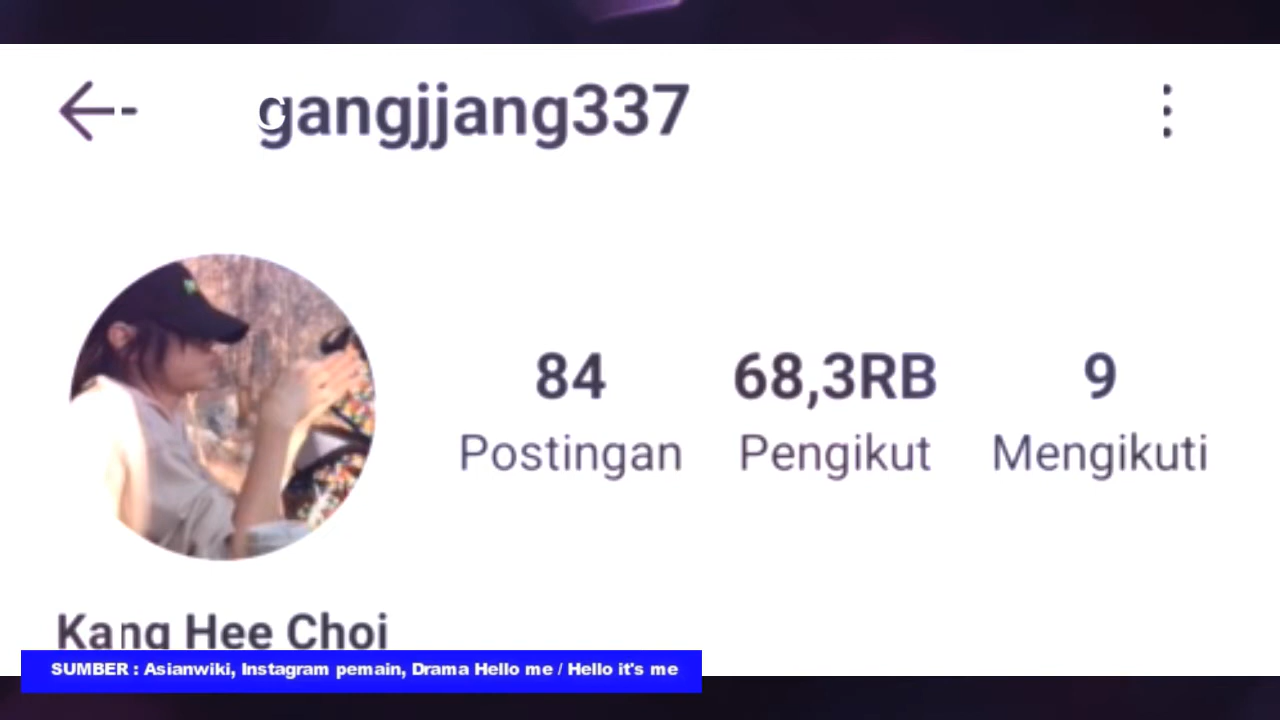 gangjjang337
84 68,3RB 9
Postingan Pengikut Mengikuti
Kang Hee Choi
SUMBER : Asianwiki, Instagram pemain, Drama Hello me / Hello it's me